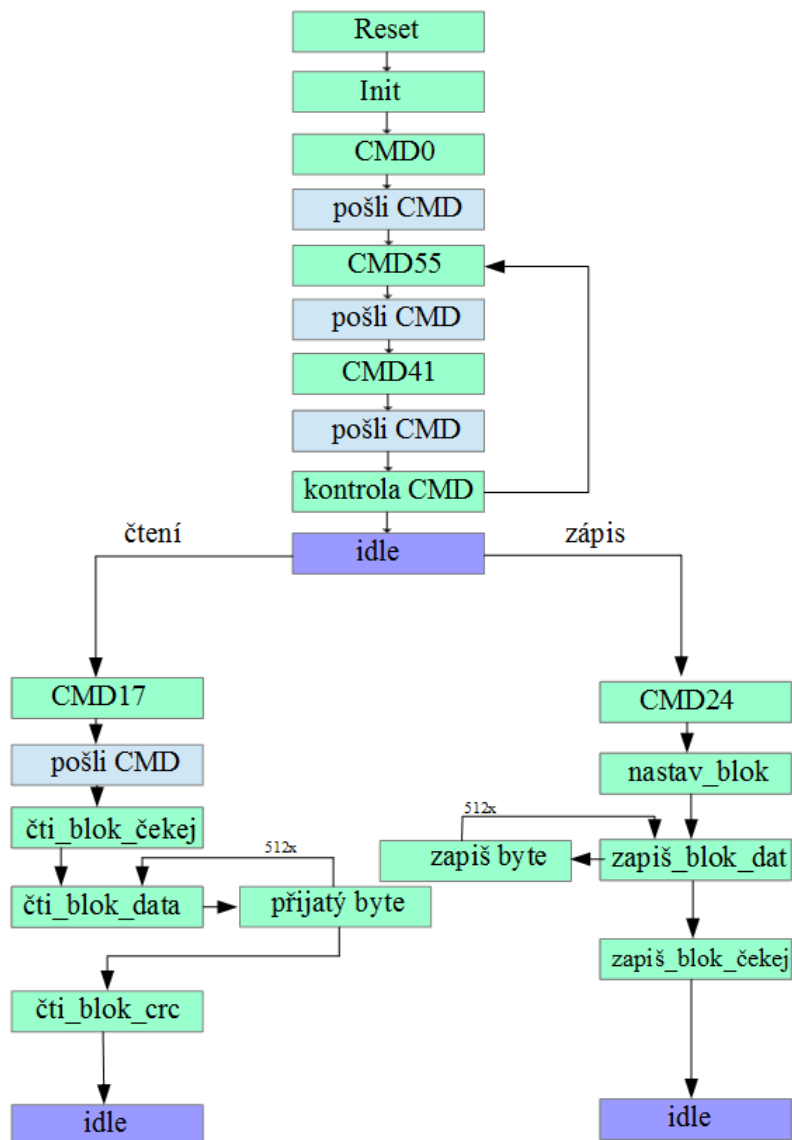 Reset
Init
CMD0
pošli CMD
CMD55
pošli CMD
CMD41
pošli CMD
kontrola CMD
čtení
idle
zápis
CMD17
pošli CMD
čti_blok_čekej
512x
čti_blok_data
přijatý byte
čti_blok_crc
idle
CMD24
nastav_blok
512x
zapiš byte
zapiš_blok_dat
zapiš_blok_čekej
idle